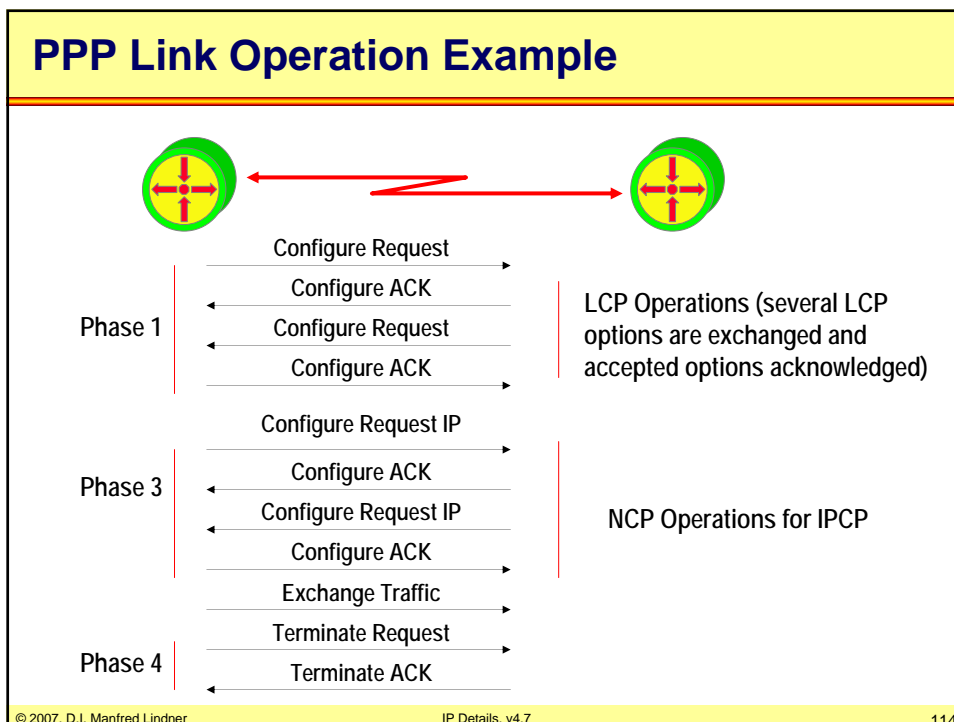 PPP Link Operation Example
Configure Request
Configure ACK
Phase 1
Configure Request
Configure ACK
LCP Operations (several LCP
options are exchanged and
accepted options acknowledged)
Configure Request IP
Configure ACK
Phase 3
Configure Request IP
Configure ACK
NCP Operations for IPCP
Exchange Traffic
Terminate Request
Phase 4
Terminate ACK
© 2007, D.I. Manfred Lindner
IP Details, v4.7
114